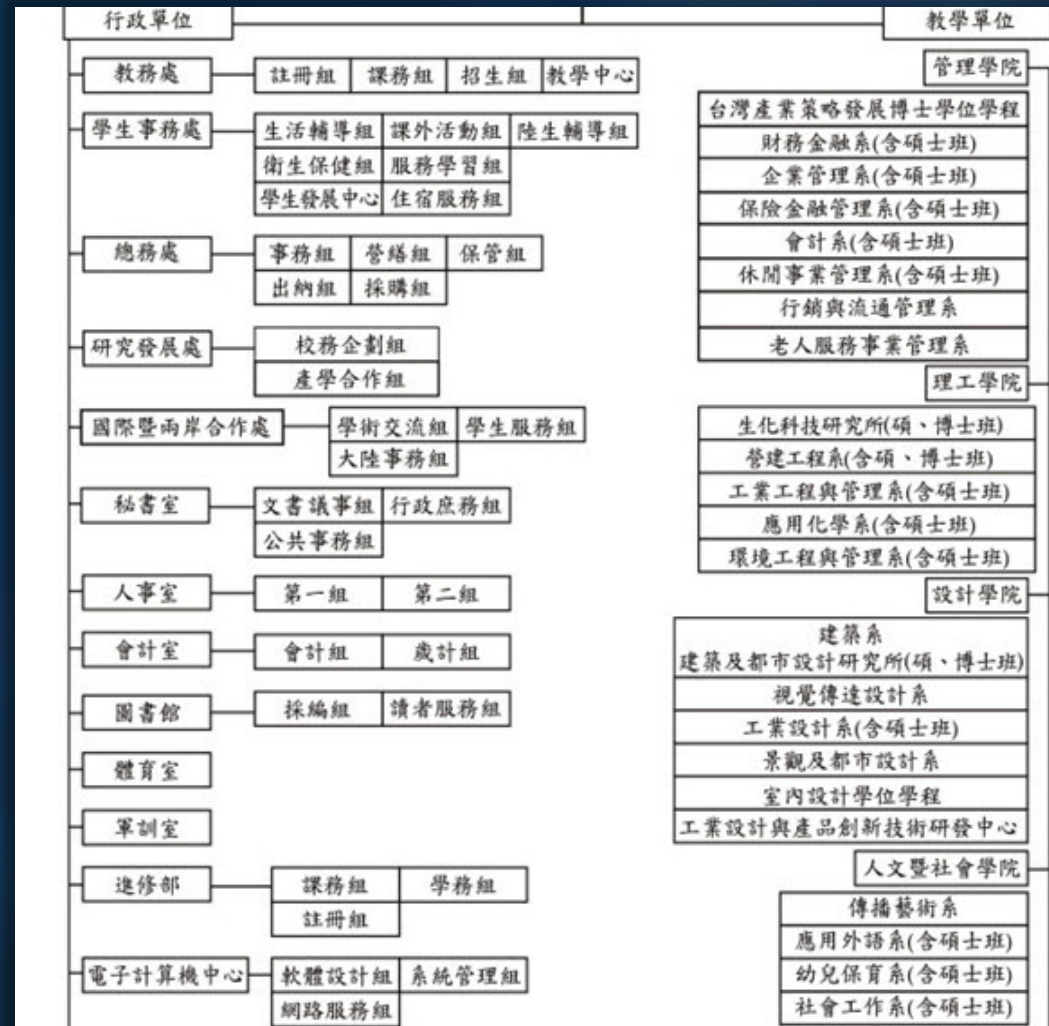 行政單位
教務處 註冊組 課務組 招生組 教學中心
學生事務處 生活輔導組 課外活動組 陸生輔導組
衛生保健組 服務學習組
學生發展中心 住宿服務組
總務處 事務組 營繕組 保管組
出納組 採購組
研究發展處 校務企劃組
產學合作組
國際暨兩岸合作處 學術交流組 學生服務組
大陸事務組
秘書室 文書議事組 行政庶務組
公共事務組
人事室 第一組 第二組
會計室 會計組 歲計組
圖書館 採編組 讀者服務組
體育室
軍訓室
進修部 課務組 學務組
註冊組
電子計算機中心 軟體設計組 系統管理組
網路服務組
教學單位
管理學院
台灣產業策略發展博士學位學程
財務金融系(含碩士班)
企業管理系(含碩士班)
保險金融管理系(含碩士班)
會計系(含碩士班)
休閒事業管理系(含碩士班)
行銷與流通管理系
老人服務事業管理系
理工學院
生化科技研究所(碩、博士班)
營建工程系(含碩、博士班)
工業工程與管理系(含碩士班)
應用化學系(含碩士班)
環境工程與管理系(含碩士班)
設計學院
建築系
建築及都市設計研究所(碩、博士班)
視覺傳達設計系
工業設計系(含碩士班)
景觀及都市設計系
室內設計學位學程
工業設計與產品創新技術研發中心
人文暨社會學院
傳播藝術系
應用外語系(含碩士班)
幼兒保育系(含碩士班)
社會工作系(含碩士班)